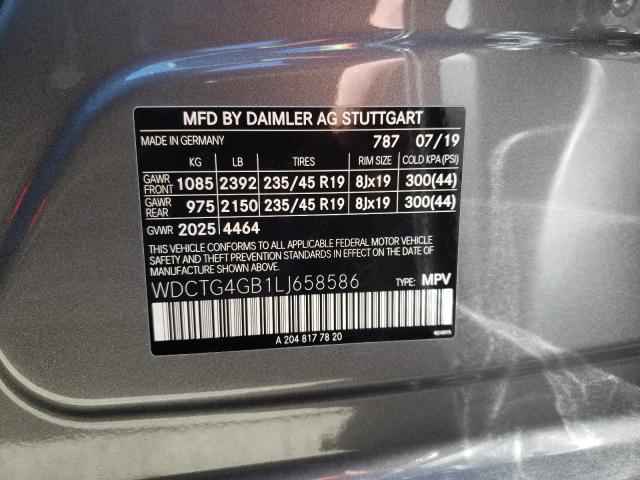 MFD BY DAIMLER AG STUTTGART
MADE IN GERMANY 787 07/19
KG LB TIRES RIM SIZE COLD KPA (PSI)
GAWR FRONT 1085 2392 235/45 R19 8Jx19 300(44)
GAWR REAR 975 2150 235/45 R19 8Jx19 300(44)
GVWR 2025 4464
THIS VEHICLE CONFORMS TO ALL APPLICABLE FEDERAL MOTOR VEHICLE
SAFETY AND THEFT PREVENTION STANDARDS IN EFFECT ON THE DATE
OF MANUFACTURE SHOWN ABOVE.
WDCTG4GB1LJ658586 TYPE: MPV
A 204 817 78 20